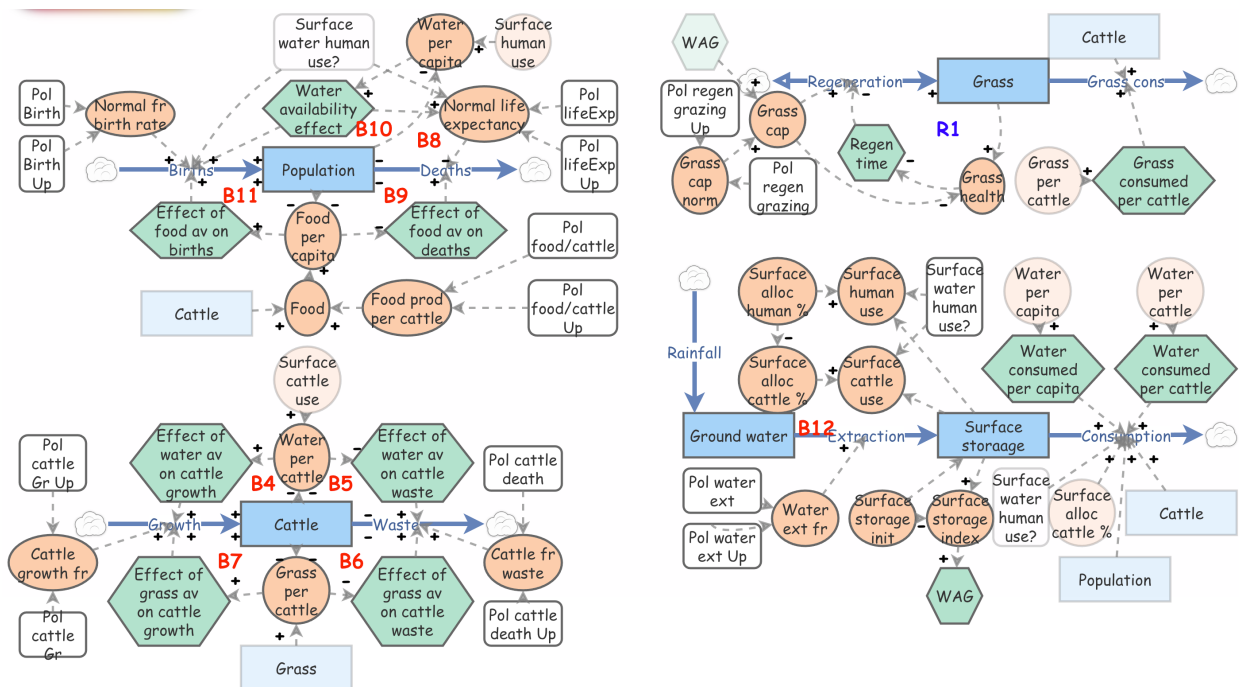 Surface
water human
use?
Water
per
capita
Surface
human
use
Pol
Birth
Normal fr
birth rate
Water
availability
effect
Normal life
expectancy
Pol
lifeExp
B10
B8
Pol
Birth
Up
Pol
lifeExp
Up
Births
Population
Deaths
B11
B9
Effect of
food av on
births
Food
per
capita
Effect of
food av on
deaths
Pol
food/cattle
Cattle
Food
Food prod
per cattle
Pol
food/cattle
Up
WAG
Cattle
Regeneration
Grass
Grass cons
Pol regen
grazing
Up
Grass
cap
R1
Regen
time
Grass
cap
norm
Pol
regen
grazing
Grass
health
Grass
per
cattle
Grass
consumed
per cattle
Surface
cattle
use
Pol
cattle
Gr Up
Effect of
water av
on cattle
growth
Water
per
cattle
Effect of
water av
on cattle
waste
Pol cattle
death
B4
B5
Growth
Cattle
Waste
Cattle
growth fr
B7
B6
Cattle fr
waste
Effect of
grass av
on cattle
growth
Grass
per
cattle
Effect of
grass av
on cattle
waste
Pol
cattle
Gr
Pol cattle
death Up
Grass
Surface
alloc
human %
Surface
human
use
Surface
water
human
use?
Water
per
capita
Water
per
cattle
Rainfall
Surface
alloc
cattle %
Surface
cattle
use
Water
consumed
per capita
Water
consumed
per cattle
Ground water
B12
Extraction
Surface
storaage
Consumption
Pol water
ext
Water
ext fr
Pol water
ext Up
Surface
storage
init
Surface
storage
index
Surface
water
human
use?
Surface
alloc
cattle %
Cattle
WAG
Population